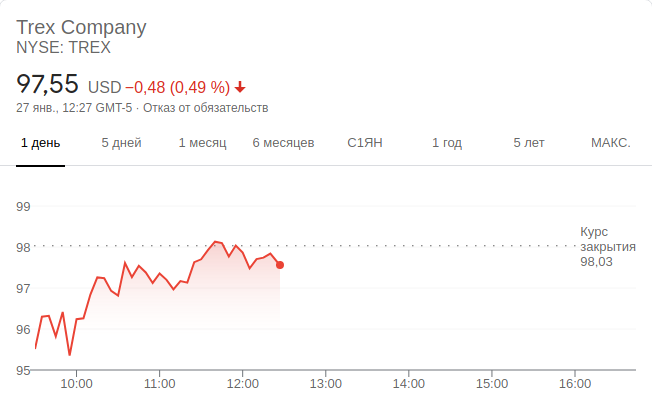 Trex Company
NYSE: TREX
97,55 USD −0,48 (0,49 %)
27 янв., 12:27 GMT-5 · Отказ от обязательств
1 день 5 дней 1 месяц 6 месяцев С1ЯН 1 год 5 лет МАКС.
99
98
97
96
95
Курс
закрытия
98,03
10:00 11:00 12:00 13:00 14:00 15:00 16:00